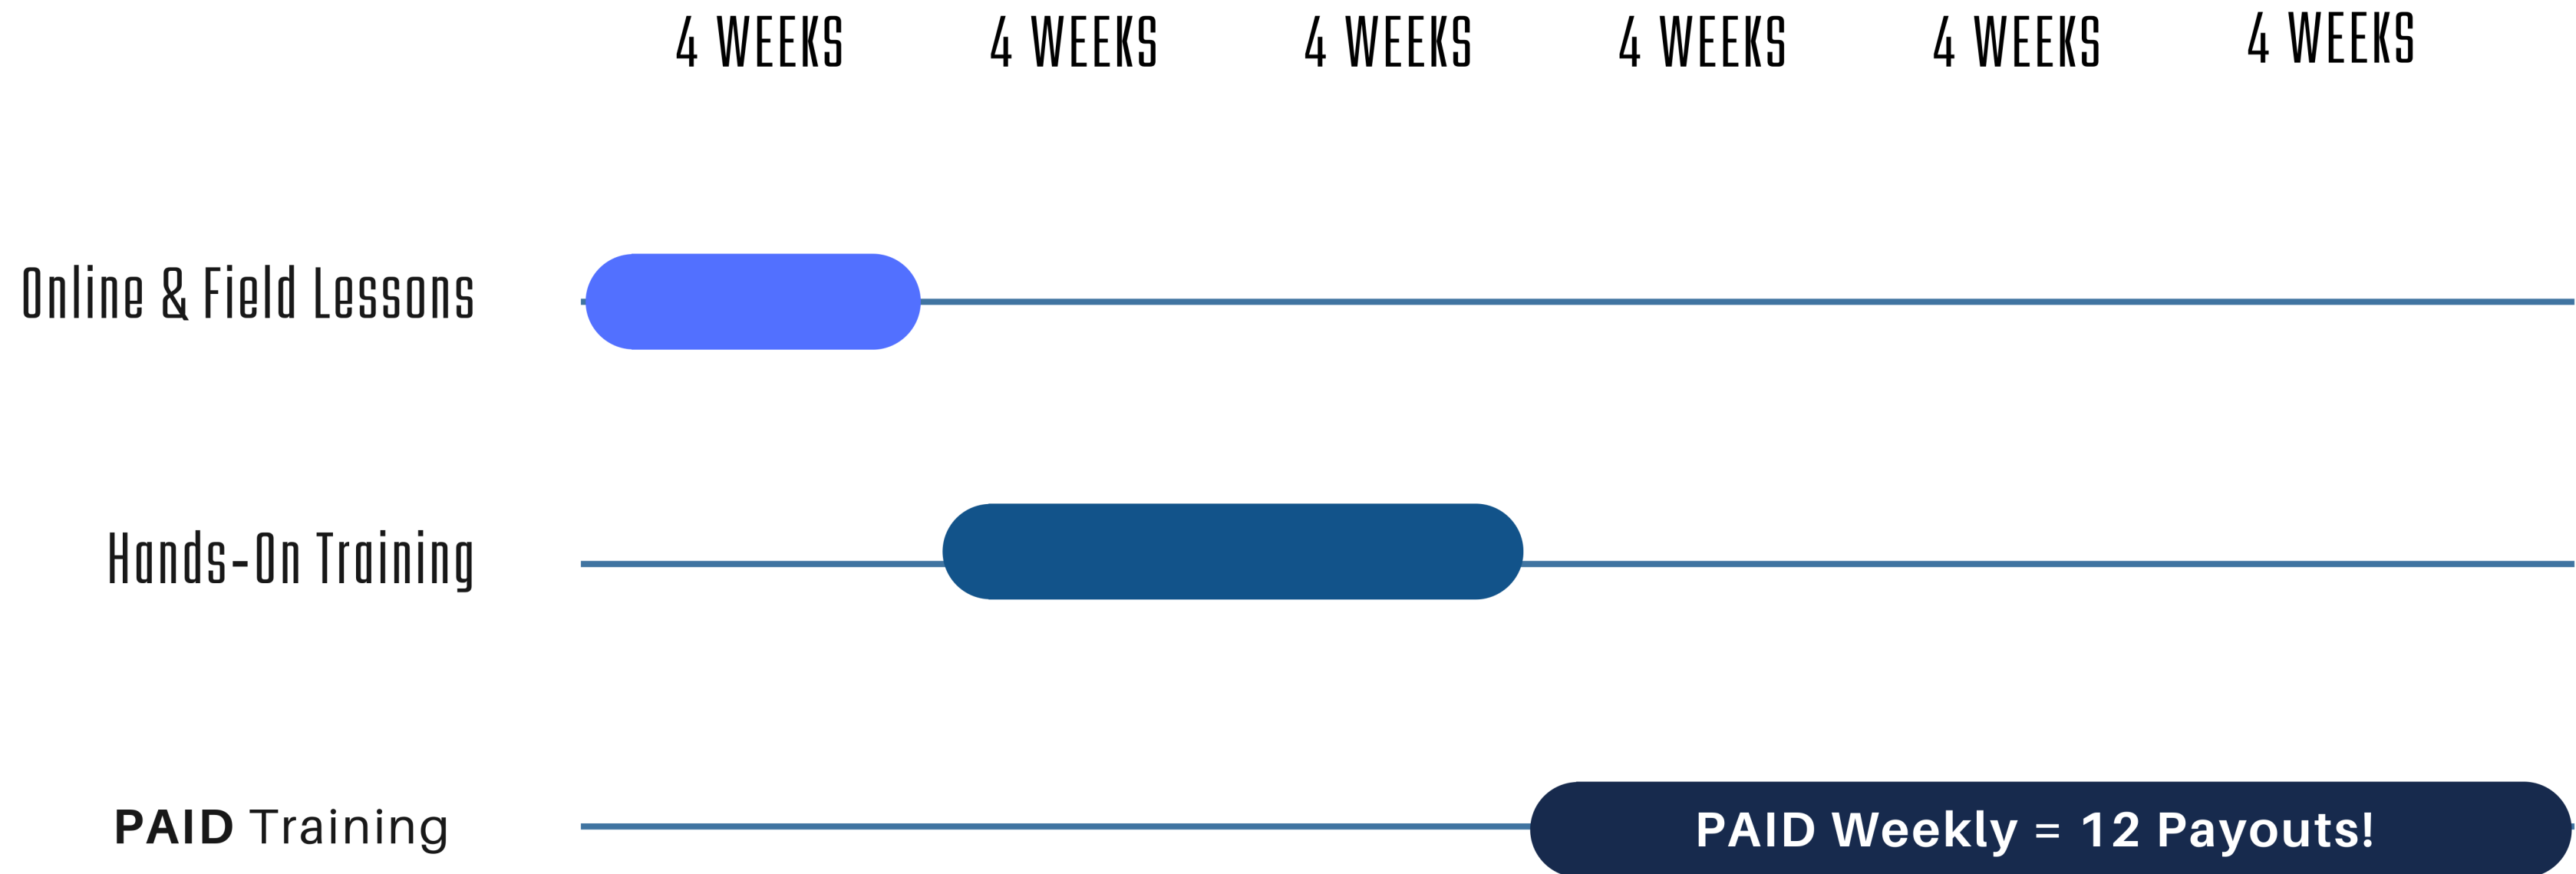 4 WEEKS 4 WEEKS 4 WEEKS 4 WEEKS 4 WEEKS 4 WEEKS
Online & Field Lessons
Hands-On Training
PAID Training
PAID Weekly = 12 Payouts!